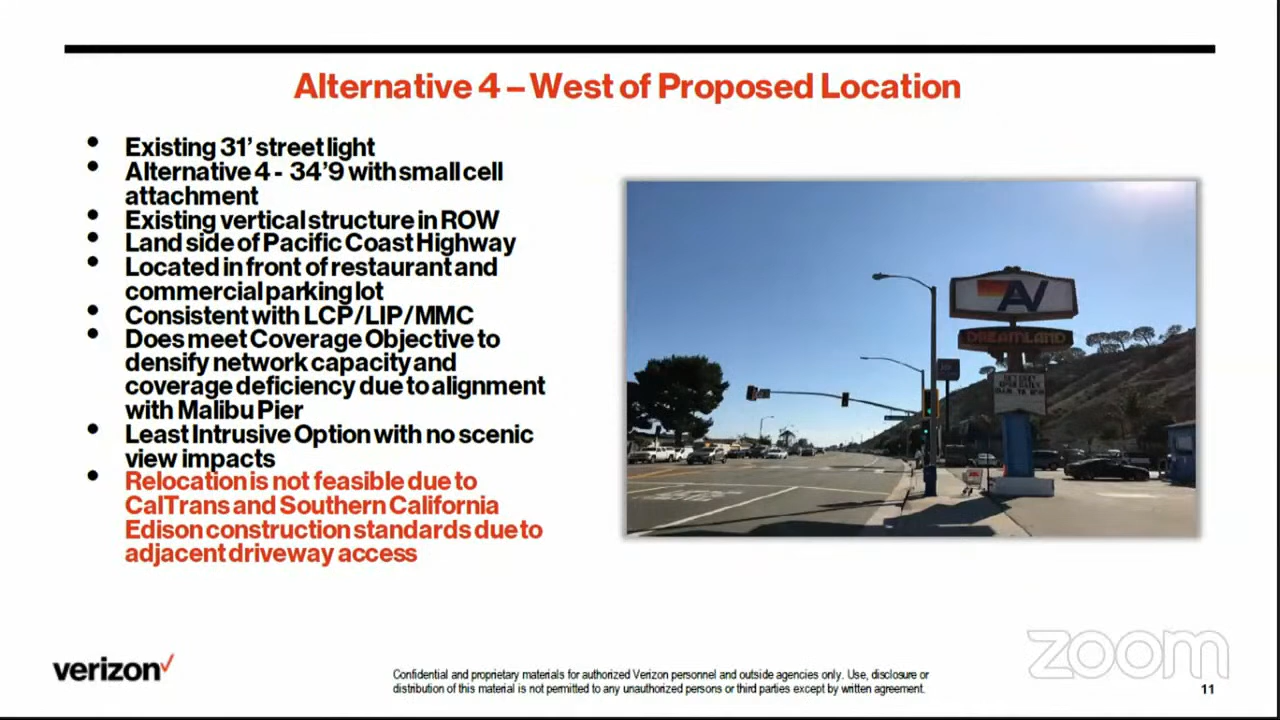 Alternative 4 – West of Proposed Location
• Existing 31’ street light
• Alternative 4 - 34’9 with small cell
attachment
• Existing vertical structure in ROW
• Land side of Pacific Coast Highway
• Located in front of restaurant and
commercial parking lot
• Consistent with LCP/LIP/MMC
• Does meet Coverage Objective to
densify network capacity and
coverage deficiency due to alignment
with Malibu Pier
• Least Intrusive Option with no scenic
view impacts
• Relocation is not feasible due to
CalTrans and Southern California
Edison construction standards due to
adjacent driveway access
AV
DREAMLAND
verizon✓
Confidential and proprietary materials for authorized Verizon personnel and outside agencies only. Use, disclosure or
distribution of this material is not permitted to any unauthorized persons or third parties except by written agreement.
zoom
11